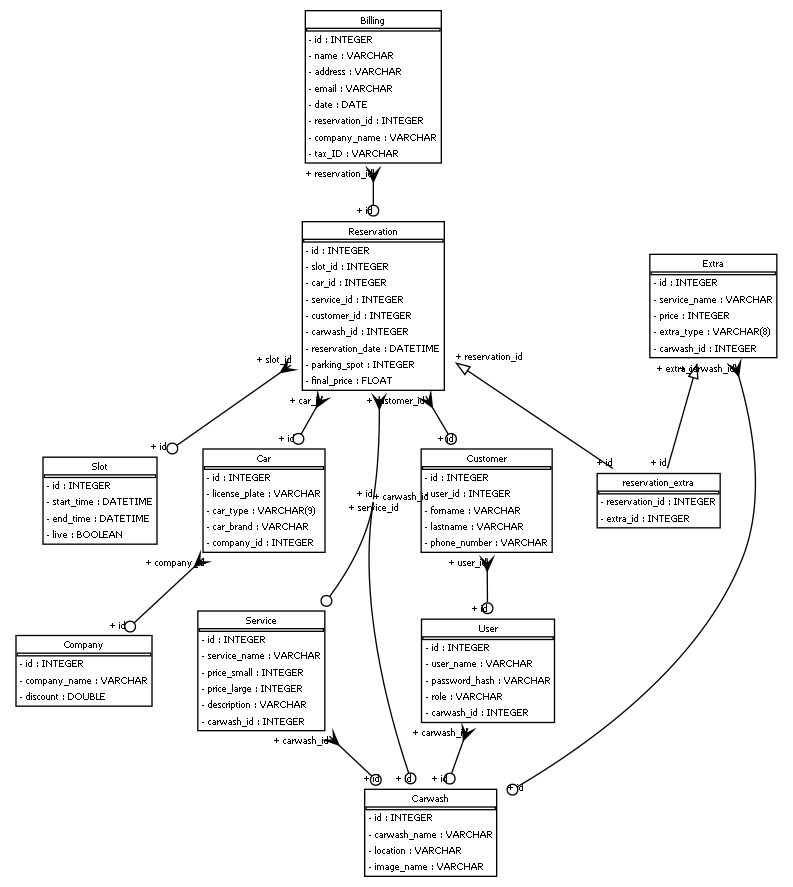 Billing
- id : INTEGER
- name : VARCHAR
- address : VARCHAR
- email : VARCHAR
- date : DATE
- reservation_id : INTEGER
- company_name : VARCHAR
- tax_ID : VARCHAR
+ reservation_id
+ id
Reservation
- id : INTEGER
- slot_id : INTEGER
- car_id : INTEGER
- service_id : INTEGER
- customer_id : INTEGER
- carwash_id : INTEGER
- reservation_date : DATETIME
- parking_spot : INTEGER
- final_price : FLOAT
Extra
- id : INTEGER
- service_name : VARCHAR
- price : INTEGER
- extra_type : VARCHAR(8)
- carwash_id : INTEGER
+ slot_id
+ reservation_id
+ extra_id
carwash_id
+ car_id
+ customer_id
+ id
+ id
+ id
+ id
+ id
Slot
- id : INTEGER
- start_time : DATETIME
- end_time : DATETIME
- live : BOOLEAN
Car
- id : INTEGER
- license_plate : VARCHAR
- car_type : VARCHAR(9)
- car_brand : VARCHAR
- company_id : INTEGER
+ id
+ carwash_id
+ service_id
Customer
- id : INTEGER
- user_id : INTEGER
- forname : VARCHAR
- lastname : VARCHAR
- phone_number : VARCHAR
reservation_extra
- reservation_id : INTEGER
- extra_id : INTEGER
+ company_id
+ user_id
+ id
+ id
Company
- id : INTEGER
- company_name : VARCHAR
- discount : DOUBLE
Service
- id : INTEGER
- service_name : VARCHAR
- price_small : INTEGER
- price_large : INTEGER
- description : VARCHAR
- carwash_id : INTEGER
User
- id : INTEGER
- user_name : VARCHAR
- password_hash : VARCHAR
- role : VARCHAR
- carwash_id : INTEGER
+ carwash_id
+ carwash_id
+ id
+ id
+ id
+ id
Carwash
- id : INTEGER
- carwash_name : VARCHAR
- location : VARCHAR
- image_name : VARCHAR